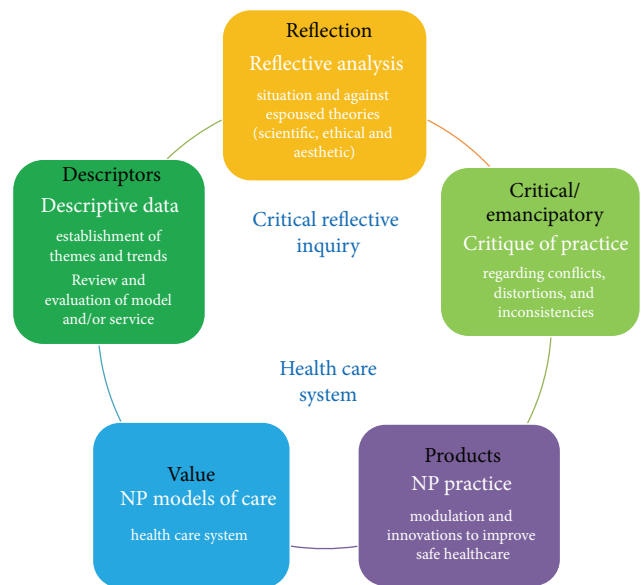 Reflection
Reflective analysis
situation and against
espoused theories
(scientific, ethical and
aesthetic)
Descriptors
Descriptive data
establishment of
themes and trends
Review and
evaluation of model
and/or service
Critical reflective
inquiry
Critical/
emancipatory
Critique of practice
regarding conflicts,
distortions, and
inconsistencies
Health care
system
Value
NP models of care
health care system
Products
NP practice
modulation and
innovations to improve
safe healthcare